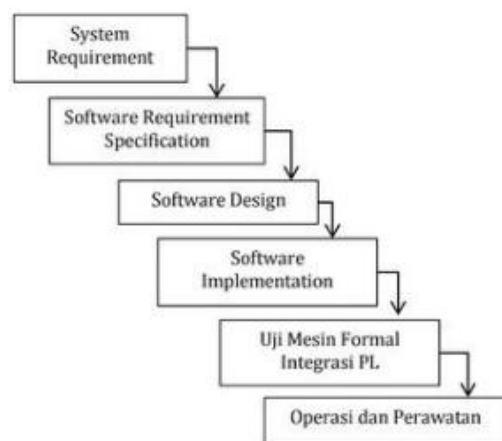 System
Requirement
Software Requirement
Specification
Software Design
Software
Implementation
Uji Mesin Formal
Integrasi PL
Operasi dan Perawatan